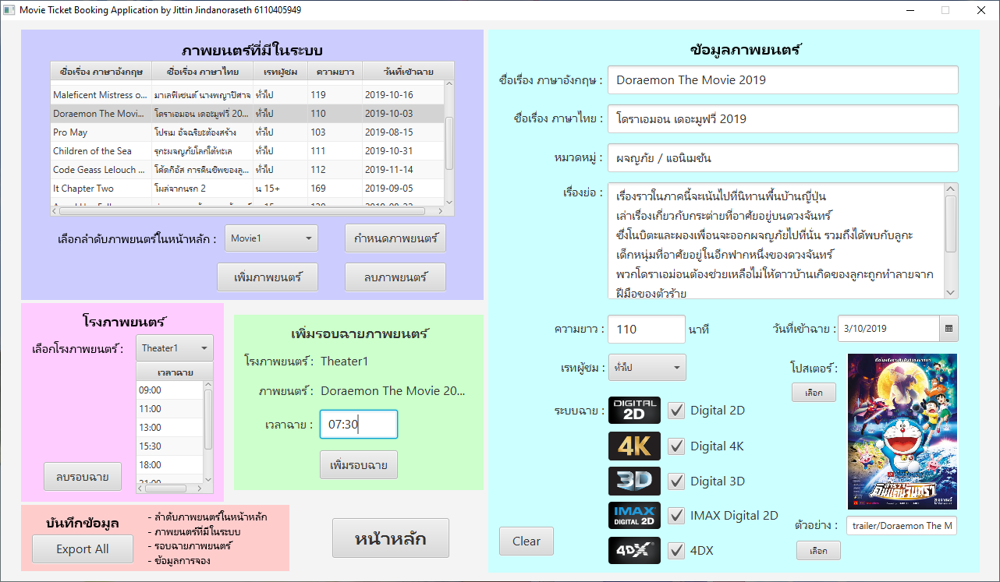 Movie Ticket Booking Application by Jittin Jindanoraseth 6110405949
ภาพยนตร์ที่มีในระบบ
ชื่อเรื่อง ภาษาอังกฤษ ชื่อเรื่อง ภาษาไทย เรทผู้ชม ความยาว วันที่เข้าฉาย
Maleficent Mistress o... มาเลฟิเซนต์ นางพญาปีศาจ ทั่วไป 119 2019-10-16
Doraemon The Movi... โดราเอมอน เดอะมูฟวี่ 20... ทั่วไป 110 2019-10-03
Pro May โปรเม อัจฉริยะต้องสร้าง ทั่วไป 103 2019-08-15
Children of the Sea รุกะผจญภัยโลกใต้ทะเล ทั่วไป 111 2019-10-31
Code Geass Lelouch ... โค้ดกีอัส การคืนชีพของลู... ทั่วไป 112 2019-11-14
It Chapter Two โผล่จากนรก 2 น 15+ 169 2019-09-05
เลือกลำดับภาพยนตร์ในหน้าหลัก : Movie1 กำหนดภาพยนตร์
เพิ่มภาพยนตร์ ลบภาพยนตร์
โรงภาพยนตร์
เลือกโรงภาพยนตร์ : Theater1
เวลาฉาย
09:00
11:00
13:00
15:30
18:00
21:00
ลบรอบฉาย
เพิ่มรอบฉายภาพยนตร์
โรงภาพยนตร์ : Theater1
ภาพยนตร์ : Doraemon The Movie 20...
เวลาฉาย : 07:30
เพิ่มรอบฉาย
บันทึกข้อมูล
Export All
- ลำดับภาพยนตร์ในหน้าหลัก
- ภาพยนตร์ที่มีในระบบ
- รอบฉายภาพยนตร์
- ข้อมูลการจอง
หน้าหลัก
ข้อมูลภาพยนตร์
ชื่อเรื่อง ภาษาอังกฤษ : Doraemon The Movie 2019
ชื่อเรื่อง ภาษาไทย : โดราเอมอน เดอะมูฟวี่ 2019
หมวดหมู่ : ผจญภัย / แอนิเมชัน
เรื่องย่อ : เรื่องราวในภาคนี้จะเน้นไปที่นิทานพื้นบ้านญี่ปุ่น
เล่าเรื่องเกี่ยวกับกระต่ายที่อาศัยอยู่บนดวงจันทร์
ซึ่งโนบิตะและผองเพื่อนจะออกผจญภัยไปที่นั่น รวมถึงได้พบกับลูกะ
เด็กหนุ่มที่อาศัยอยู่ในอีกฟากหนึ่งของดวงจันทร์
พวกโดราเอม่อนต้องช่วยเหลือไม่ให้ดาวบ้านเกิดของลูกะถูกทำลายจาก
ฝีมือของตัวร้าย
ความยาว : 110 นาที วันที่เข้าฉาย : 3/10/2019
เรทผู้ชม : ทั่วไป โปสเตอร์ :
เลือก
ระบบฉาย : DIGITAL 2D Digital 2D
4K Digital 4K
3D Digital 3D
IMAX DIGITAL 2D IMAX Digital 2D
4DX 4DX
ตัวอย่าง : trailer/Doraemon The M
เลือก
Clear